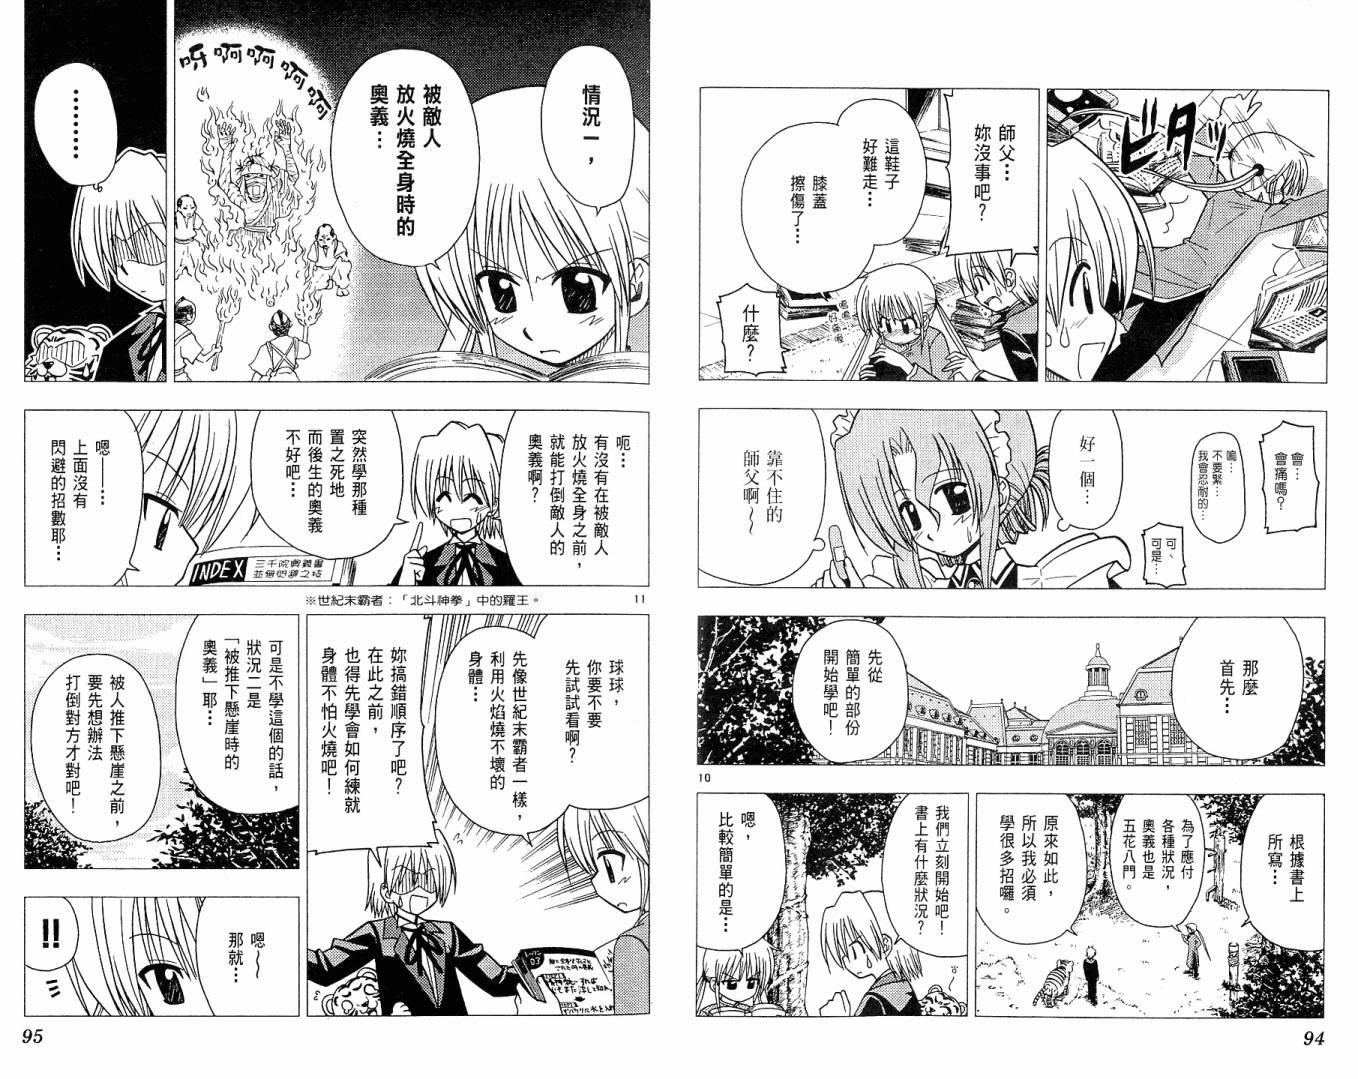 ビタッ
師父…
妳沒事吧？
這鞋子
好難走…
膝蓋
擦傷了…
什麼？
會…
會痛嗎？
嗚…
不要緊…
我會忍耐的…
可、
可是…
好一個…
靠不住的
師父啊～
那麼
首先…
先從
簡單的部份
開始學吧！
10
根據書上
所寫…
為了應付
各種狀況，
奧義也是
五花八門。
原來如此，
所以我必須
學很多招囉。
我們立刻開始吧！
書上有什麼狀況？
嗯，
比較簡單的是…
94
情況一，
被敵人
放火燒全身時的
奧義…
呀啊啊啊啊
………
呃…
有沒有在被敵人
放火燒全身之前，
就能打倒敵人的
奧義啊？
突然學那種
置之死地
而後生的奧義
不好吧…
嗯——
上面沒有
閃避的招數耶…
INDEX
三千院奧義書
※世紀末霸者：「北斗神拳」中的羅王。
11
球球，
你要不要
先試試看啊？
先像世紀末霸者一樣，
利用火焰燒不壞的
身體…
妳搞錯順序了吧？
在此之前，
也得先學會如何練就
身體不怕火燒吧！
可是不學這個的話，
狀況二是
「被推下懸崖時的
奧義」耶…
被人推下懸崖之前，
要先想辦法
打倒對方才對吧！
嗯～
那就…
!!
95